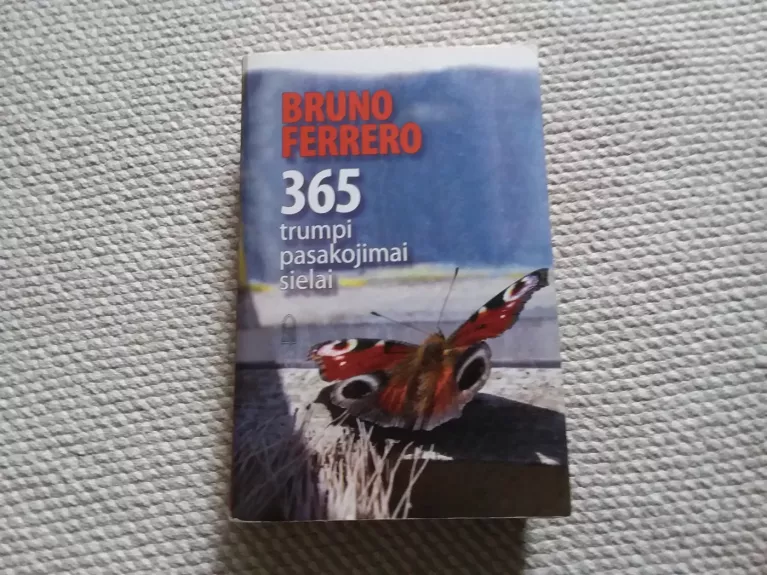 BRUNO
FERRERO
365
trumpi
pasakojimai
sielai